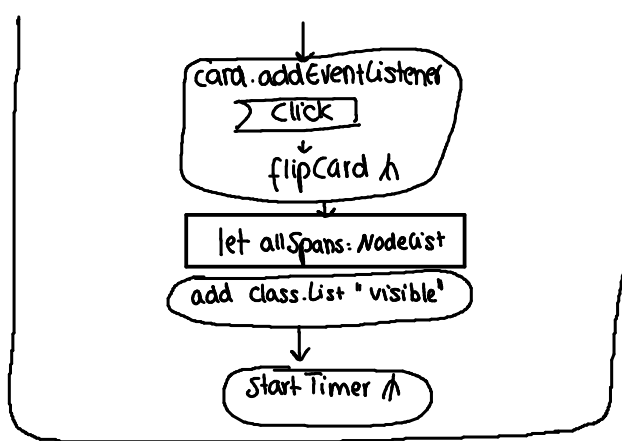 card.addEventListener
Click
flipCard
let allSpans: NodeList
add Class.List "visible"
Start Timer